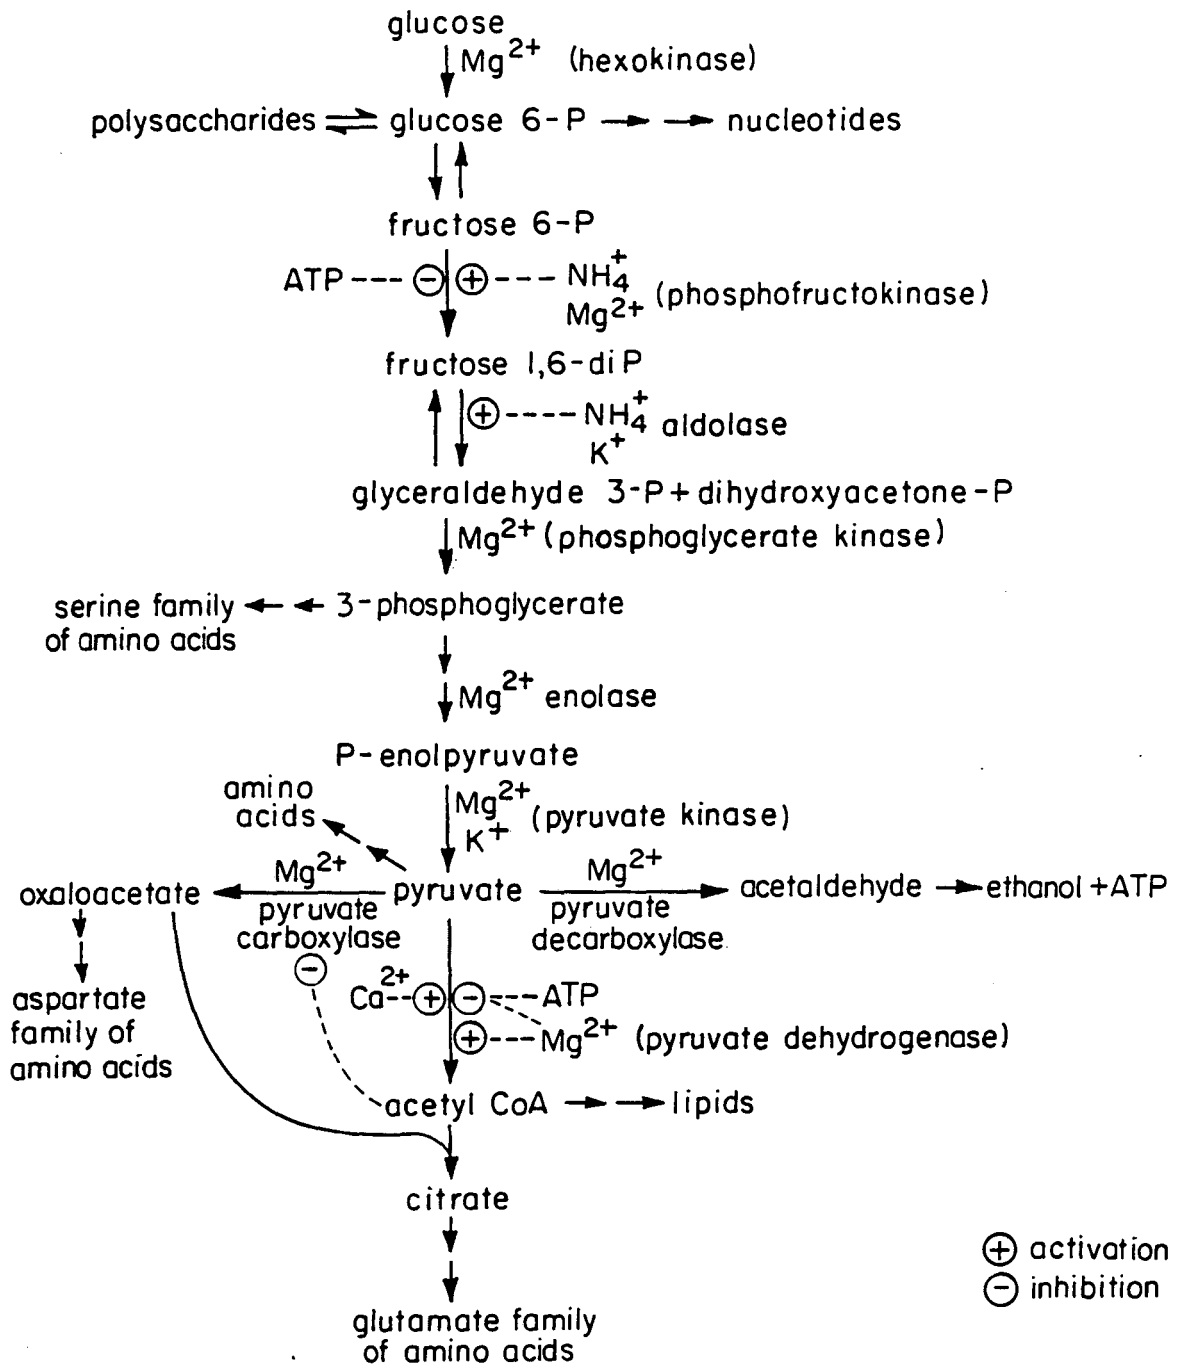 glucose
Mg²⁺ (hexokinase)
polysaccharides ⇌ glucose 6-P → → nucleotides
fructose 6-P
ATP --- ⊖ ⊕ --- NH₄⁺
Mg²⁺ (phosphofructokinase)
fructose 1,6-diP
⊕ ---- NH₄⁺ aldolase
K⁺
glyceraldehyde 3-P + dihydroxyacetone-P
Mg²⁺ (phosphoglycerate kinase)
serine family ← ← 3-phosphoglycerate
of amino acids
Mg²⁺ enolase
P-enolpyruvate
amino
acids
Mg²⁺
K⁺ (pyruvate kinase)
Mg²⁺ Mg²⁺
oxaloacetate ← pyruvate → acetaldehyde → ethanol + ATP
pyruvate pyruvate
carboxylase decarboxylase
⊖
Ca²⁺ -- ⊕ ⊖ --- ATP
aspartate
family of
amino acids
⊕ --- Mg²⁺ (pyruvate dehydrogenase)
acetyl CoA → → lipids
citrate
⊕ activation
⊖ inhibition
glutamate family
of amino acids